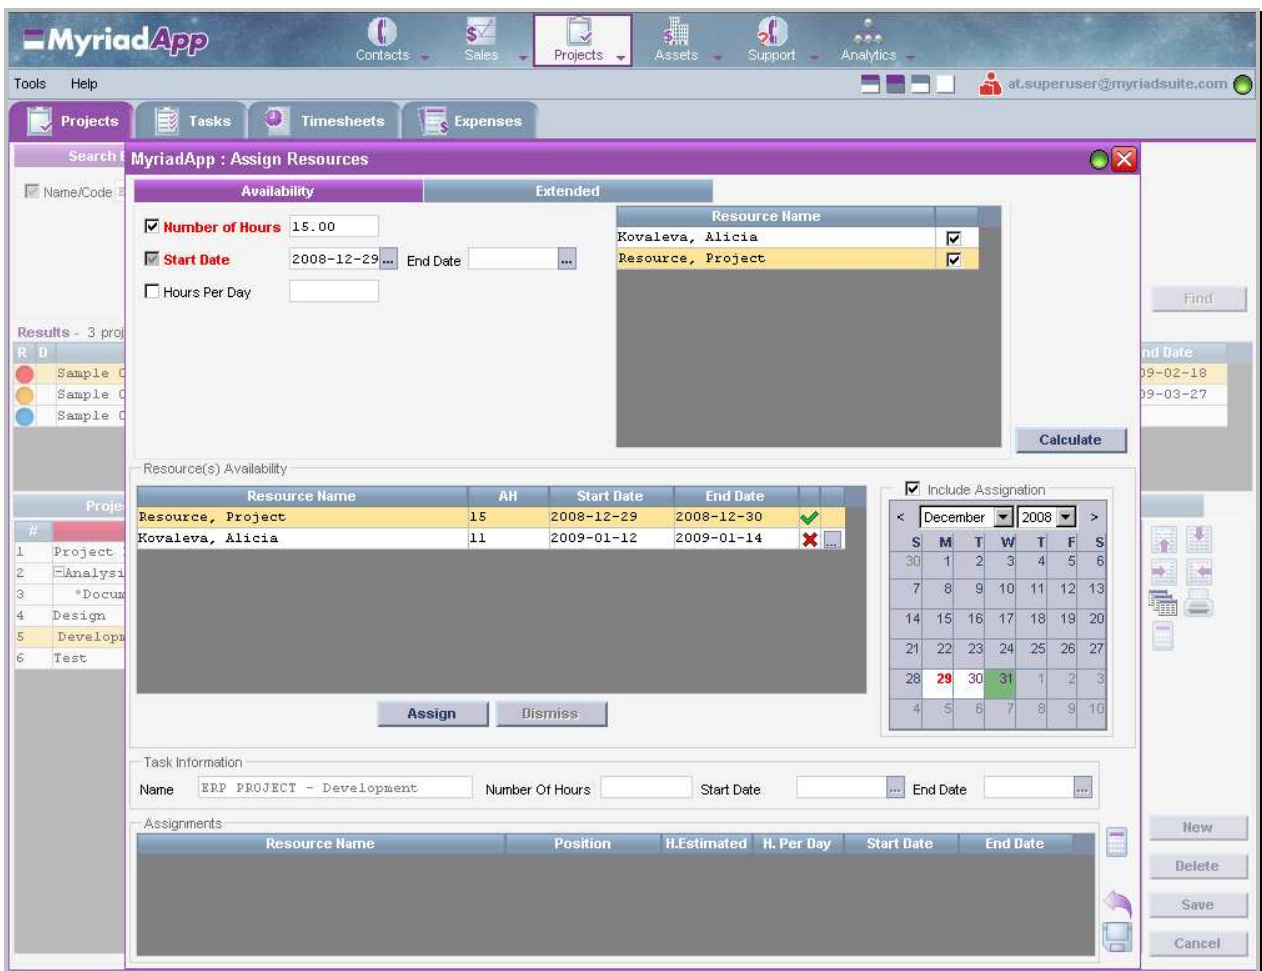 MyriadApp
Contacts
Sales
Projects
Assets
Support
Analytics
Tools Help
at.superuser@myriadsuite.com
Projects Tasks Timesheets Expenses
Search
MyriadApp : Assign Resources
Name/Code
Availability Extended
Number of Hours 15.00
Start Date 2008-12-29 ... End Date ...
Hours Per Day
Resource Name
Kovaleva, Alicia
Resource, Project
Find
Results - 3 proj
R D
nd Date
Sample C
09-02-18
Sample C
09-03-27
Sample C
Calculate
Resource(s) Availability
Resource Name AH Start Date End Date
Resource, Project 15 2008-12-29 2008-12-30
Kovaleva, Alicia 11 2009-01-12 2009-01-14 ...
Include Assignation
< December 2008 >
S M T W T F S
30 1 2 3 4 5 6
7 8 9 10 11 12 13
14 15 16 17 18 19 20
21 22 23 24 25 26 27
28 29 30 31 1 2 3
4 5 6 7 8 9 10
Proje
#
1 Project
2 Analysi
3 *Docum
4 Design
5 Developm
6 Test
Assign Dismiss
Task Information
Name ERP PROJECT - Development Number Of Hours Start Date ... End Date ...
Assignments
Resource Name Position H.Estimated H. Per Day Start Date End Date
New
Delete
Save
Cancel